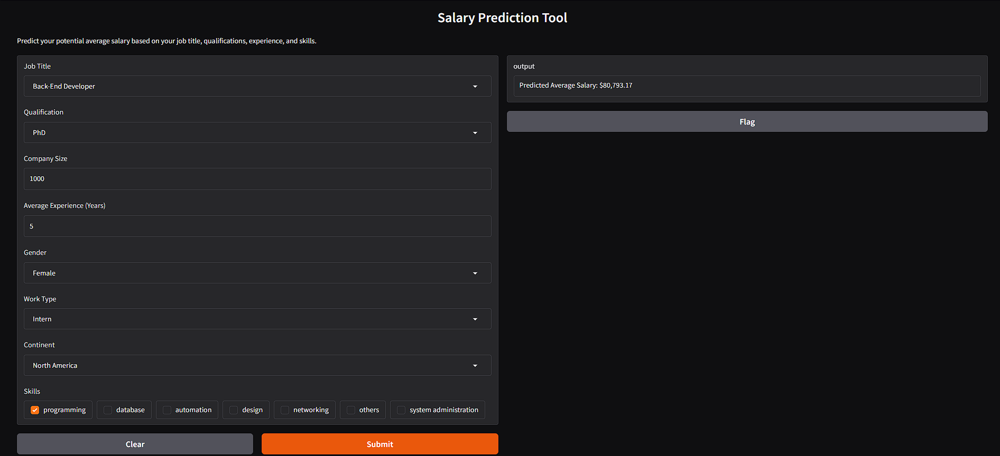 Salary Prediction Tool
Predict your potential average salary based on your job title, qualifications, experience, and skills.
Job Title
Back-End Developer
Qualification
PhD
Company Size
1000
Average Experience (Years)
5
Gender
Female
Work Type
Intern
Continent
North America
Skills
programming database automation design networking others system administration
Clear Submit
output
Predicted Average Salary: $80,793.17
Flag